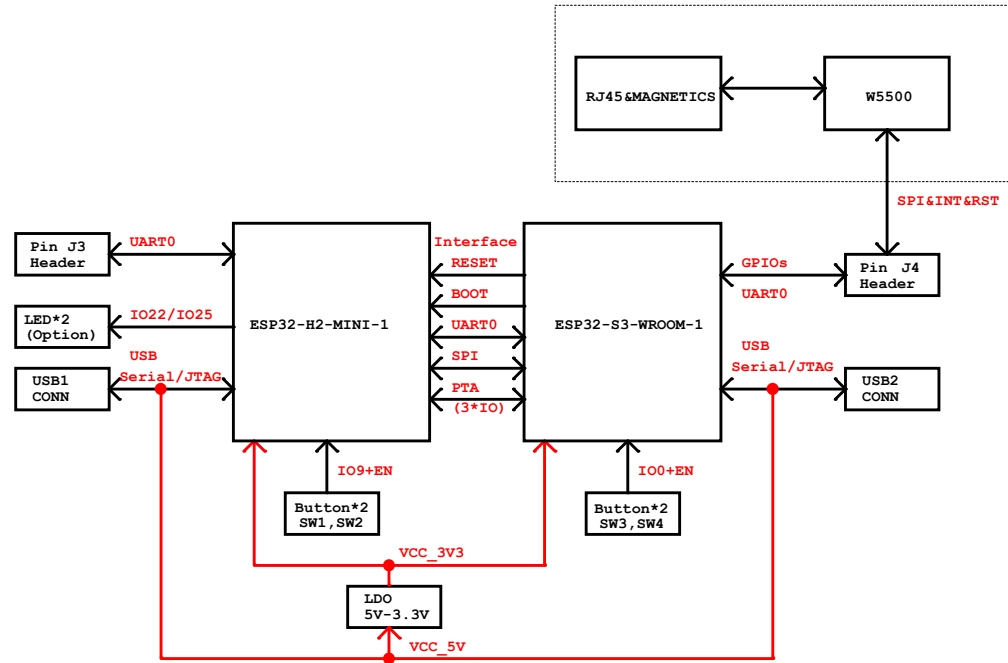 RJ45&MAGNETICS
W5500
SPI&INT&RST
Pin J3
Header
UART0
LED*2
(Option)
IO22/IO25
USB1
CONN
USB
Serial/JTAG
ESP32-H2-MINI-1
Interface
RESET
BOOT
UART0
SPI
PTA
(3*IO)
ESP32-S3-WROOM-1
GPIOs
UART0
Pin J4
Header
USB
Serial/JTAG
USB2
CONN
IO9+EN
Button*2
SW1,SW2
IO0+EN
Button*2
SW3,SW4
VCC_3V3
LDO
5V-3.3V
VCC_5V